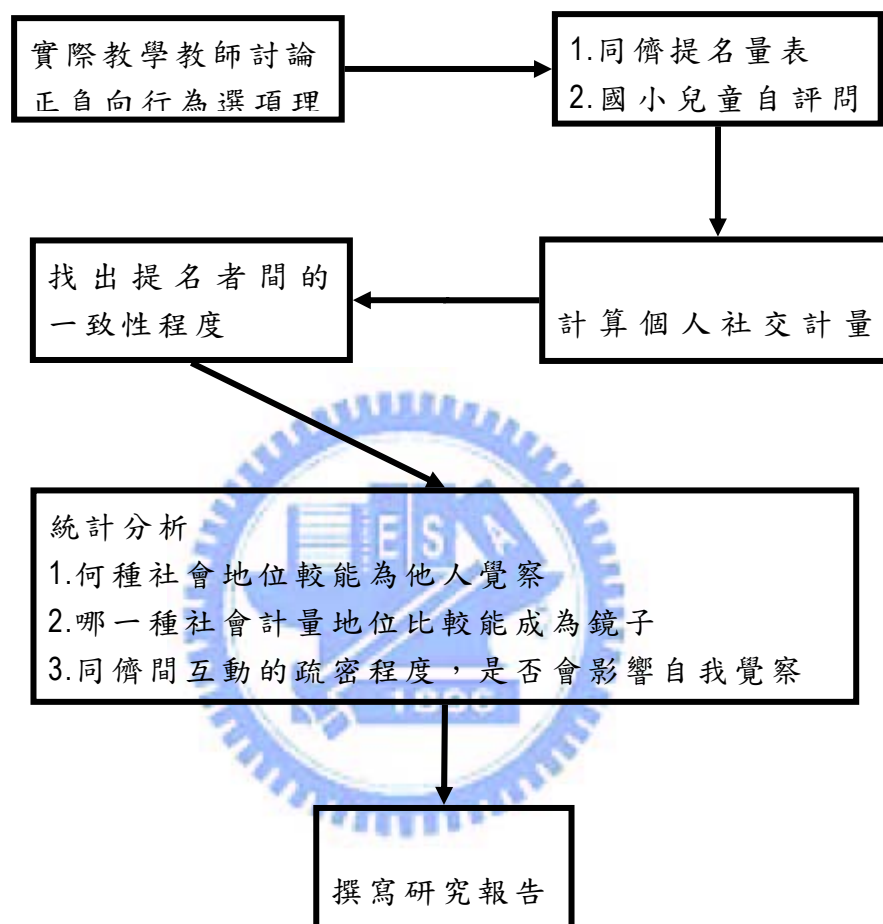 實際教學教師討論
正負向行為選項理
1.同儕提名量表
2.國小兒童自評問
計算個人社交計量
找出提名者間的
一致性程度
統計分析
1.何種社會地位較能為他人覺察
2.哪一種社會計量地位比較能成為鏡子
3.同儕間互動的疏密程度，是否會影響自我覺察
撰寫研究報告
ESA
1896